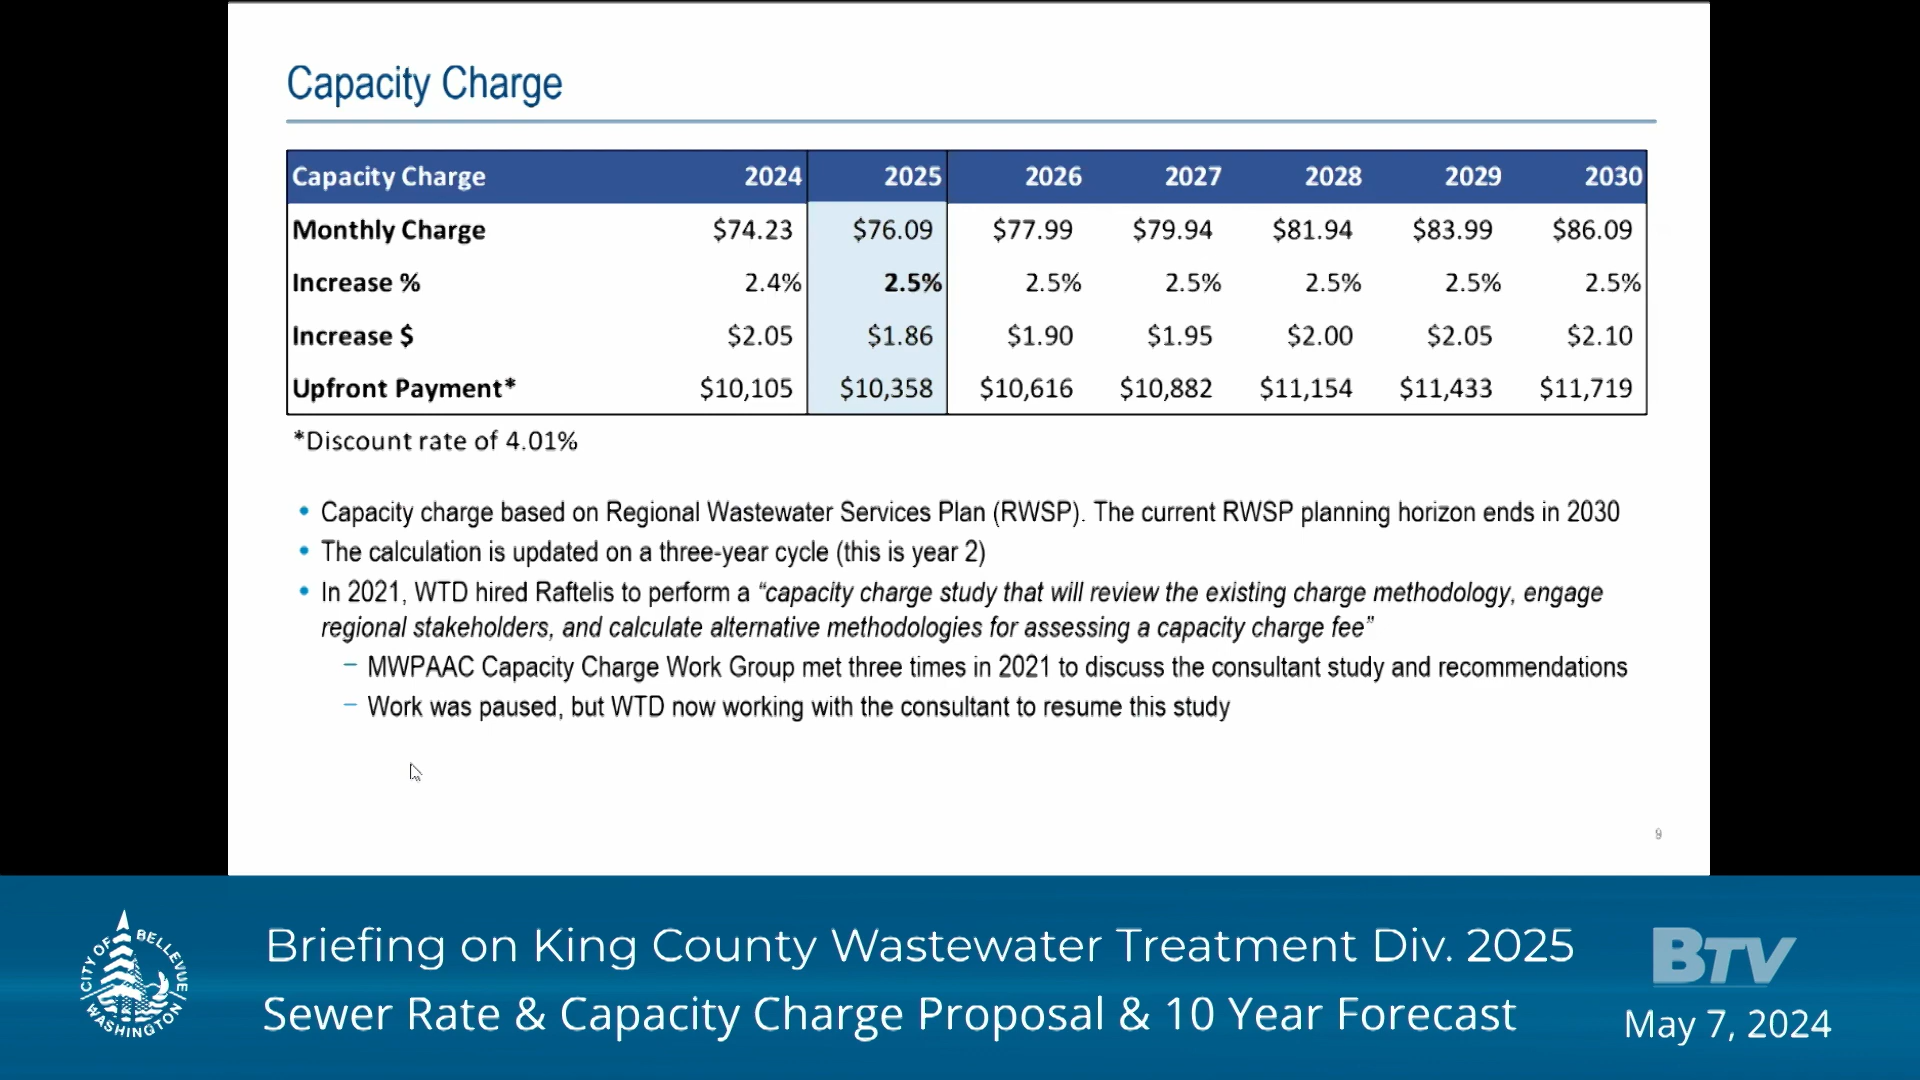 Capacity Charge
Capacity Charge 2024 2025 2026 2027 2028 2029 2030
Monthly Charge $74.23 $76.09 $77.99 $79.94 $81.94 $83.99 $86.09
Increase % 2.4% 2.5% 2.5% 2.5% 2.5% 2.5% 2.5%
Increase $ $2.05 $1.86 $1.90 $1.95 $2.00 $2.05 $2.10
Upfront Payment* $10,105 $10,358 $10,616 $10,882 $11,154 $11,433 $11,719
*Discount rate of 4.01%
• Capacity charge based on Regional Wastewater Services Plan (RWSP). The current RWSP planning horizon ends in 2030
• The calculation is updated on a three-year cycle (this is year 2)
• In 2021, WTD hired Raftelis to perform a “capacity charge study that will review the existing charge methodology, engage
regional stakeholders, and calculate alternative methodologies for assessing a capacity charge fee”
– MWPAAC Capacity Charge Work Group met three times in 2021 to discuss the consultant study and recommendations
– Work was paused, but WTD now working with the consultant to resume this study
9
CITY OF BELLEVUE
WASHINGTON
Briefing on King County Wastewater Treatment Div. 2025
Sewer Rate & Capacity Charge Proposal & 10 Year Forecast
BTV
May 7, 2024